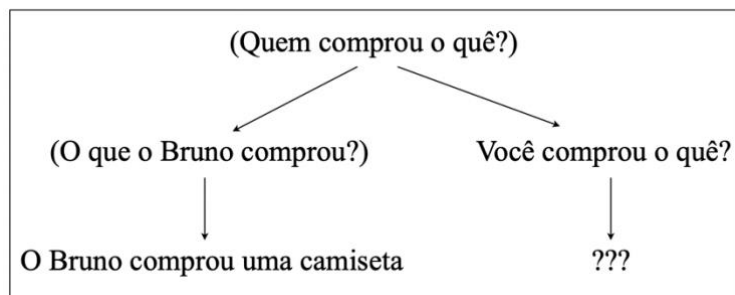 (Quem comprou o quê?)
(O que o Bruno comprou?) Você comprou o quê?
O Bruno comprou uma camiseta ???